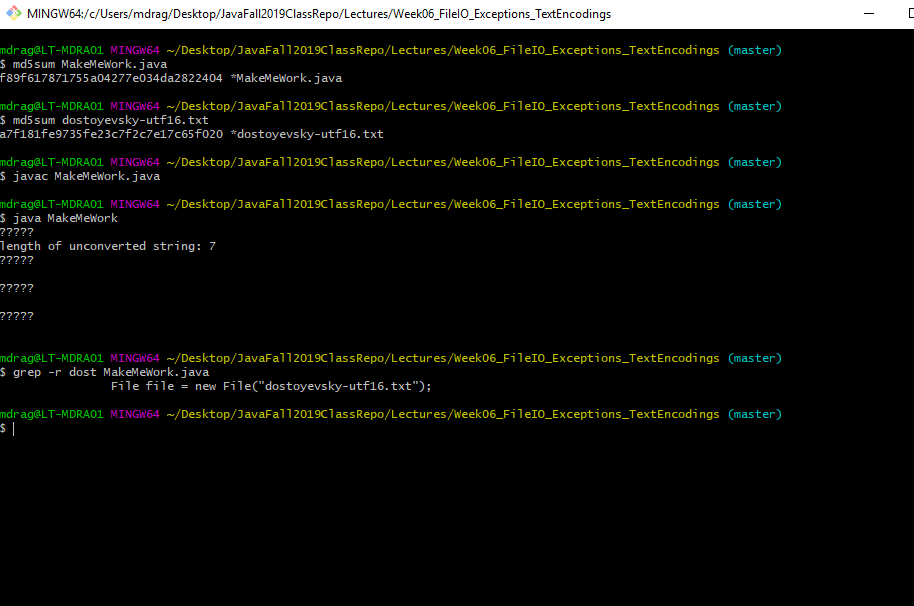 MINGW64:/c/Users/mdrag/Desktop/JavaFall2019ClassRepo/Lectures/Week06_FileIO_Exceptions_TextEncodings
mdrag@LT-MDRA01 MINGW64 ~/Desktop/JavaFall2019ClassRepo/Lectures/Week06_FileIO_Exceptions_TextEncodings (master)
$ md5sum MakeMeWork.java
f89f617871755a04277e034da2822404 *MakeMeWork.java
mdrag@LT-MDRA01 MINGW64 ~/Desktop/JavaFall2019ClassRepo/Lectures/Week06_FileIO_Exceptions_TextEncodings (master)
$ md5sum dostoyevsky-utf16.txt
a7f181fe9735fe23c7f2c7e17c65f020 *dostoyevsky-utf16.txt
mdrag@LT-MDRA01 MINGW64 ~/Desktop/JavaFall2019ClassRepo/Lectures/Week06_FileIO_Exceptions_TextEncodings (master)
$ javac MakeMeWork.java
mdrag@LT-MDRA01 MINGW64 ~/Desktop/JavaFall2019ClassRepo/Lectures/Week06_FileIO_Exceptions_TextEncodings (master)
$ java MakeMeWork
?????
length of unconverted string: 7
?????
?????
?????
mdrag@LT-MDRA01 MINGW64 ~/Desktop/JavaFall2019ClassRepo/Lectures/Week06_FileIO_Exceptions_TextEncodings (master)
$ grep -r dost MakeMeWork.java
File file = new File("dostoyevsky-utf16.txt");
mdrag@LT-MDRA01 MINGW64 ~/Desktop/JavaFall2019ClassRepo/Lectures/Week06_FileIO_Exceptions_TextEncodings (master)
$